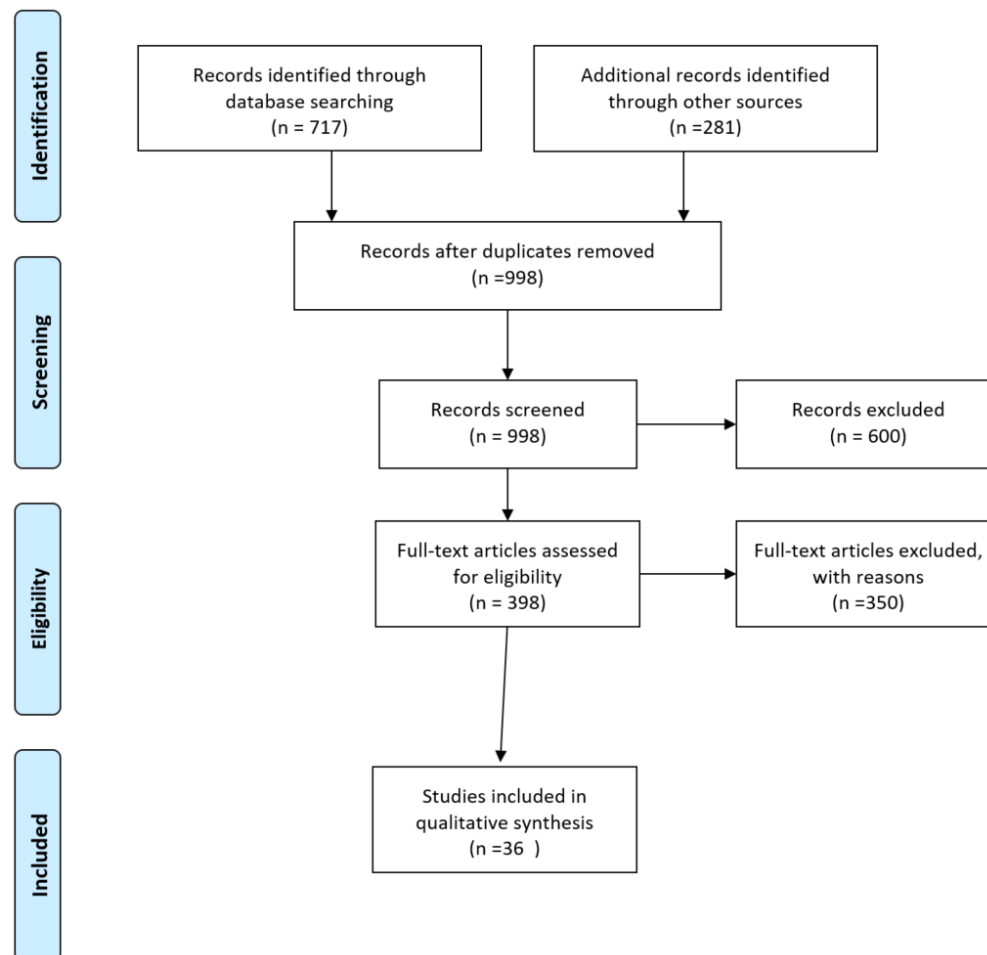 Identification
Records identified through
database searching
(n = 717)
Additional records identified
through other sources
(n =281)
Records after duplicates removed
(n =998)
Screening
Records screened
(n = 998)
Records excluded
(n = 600)
Eligibility
Full-text articles assessed
for eligibility
(n = 398)
Full-text articles excluded,
with reasons
(n =350)
Included
Studies included in
qualitative synthesis
(n =36  )